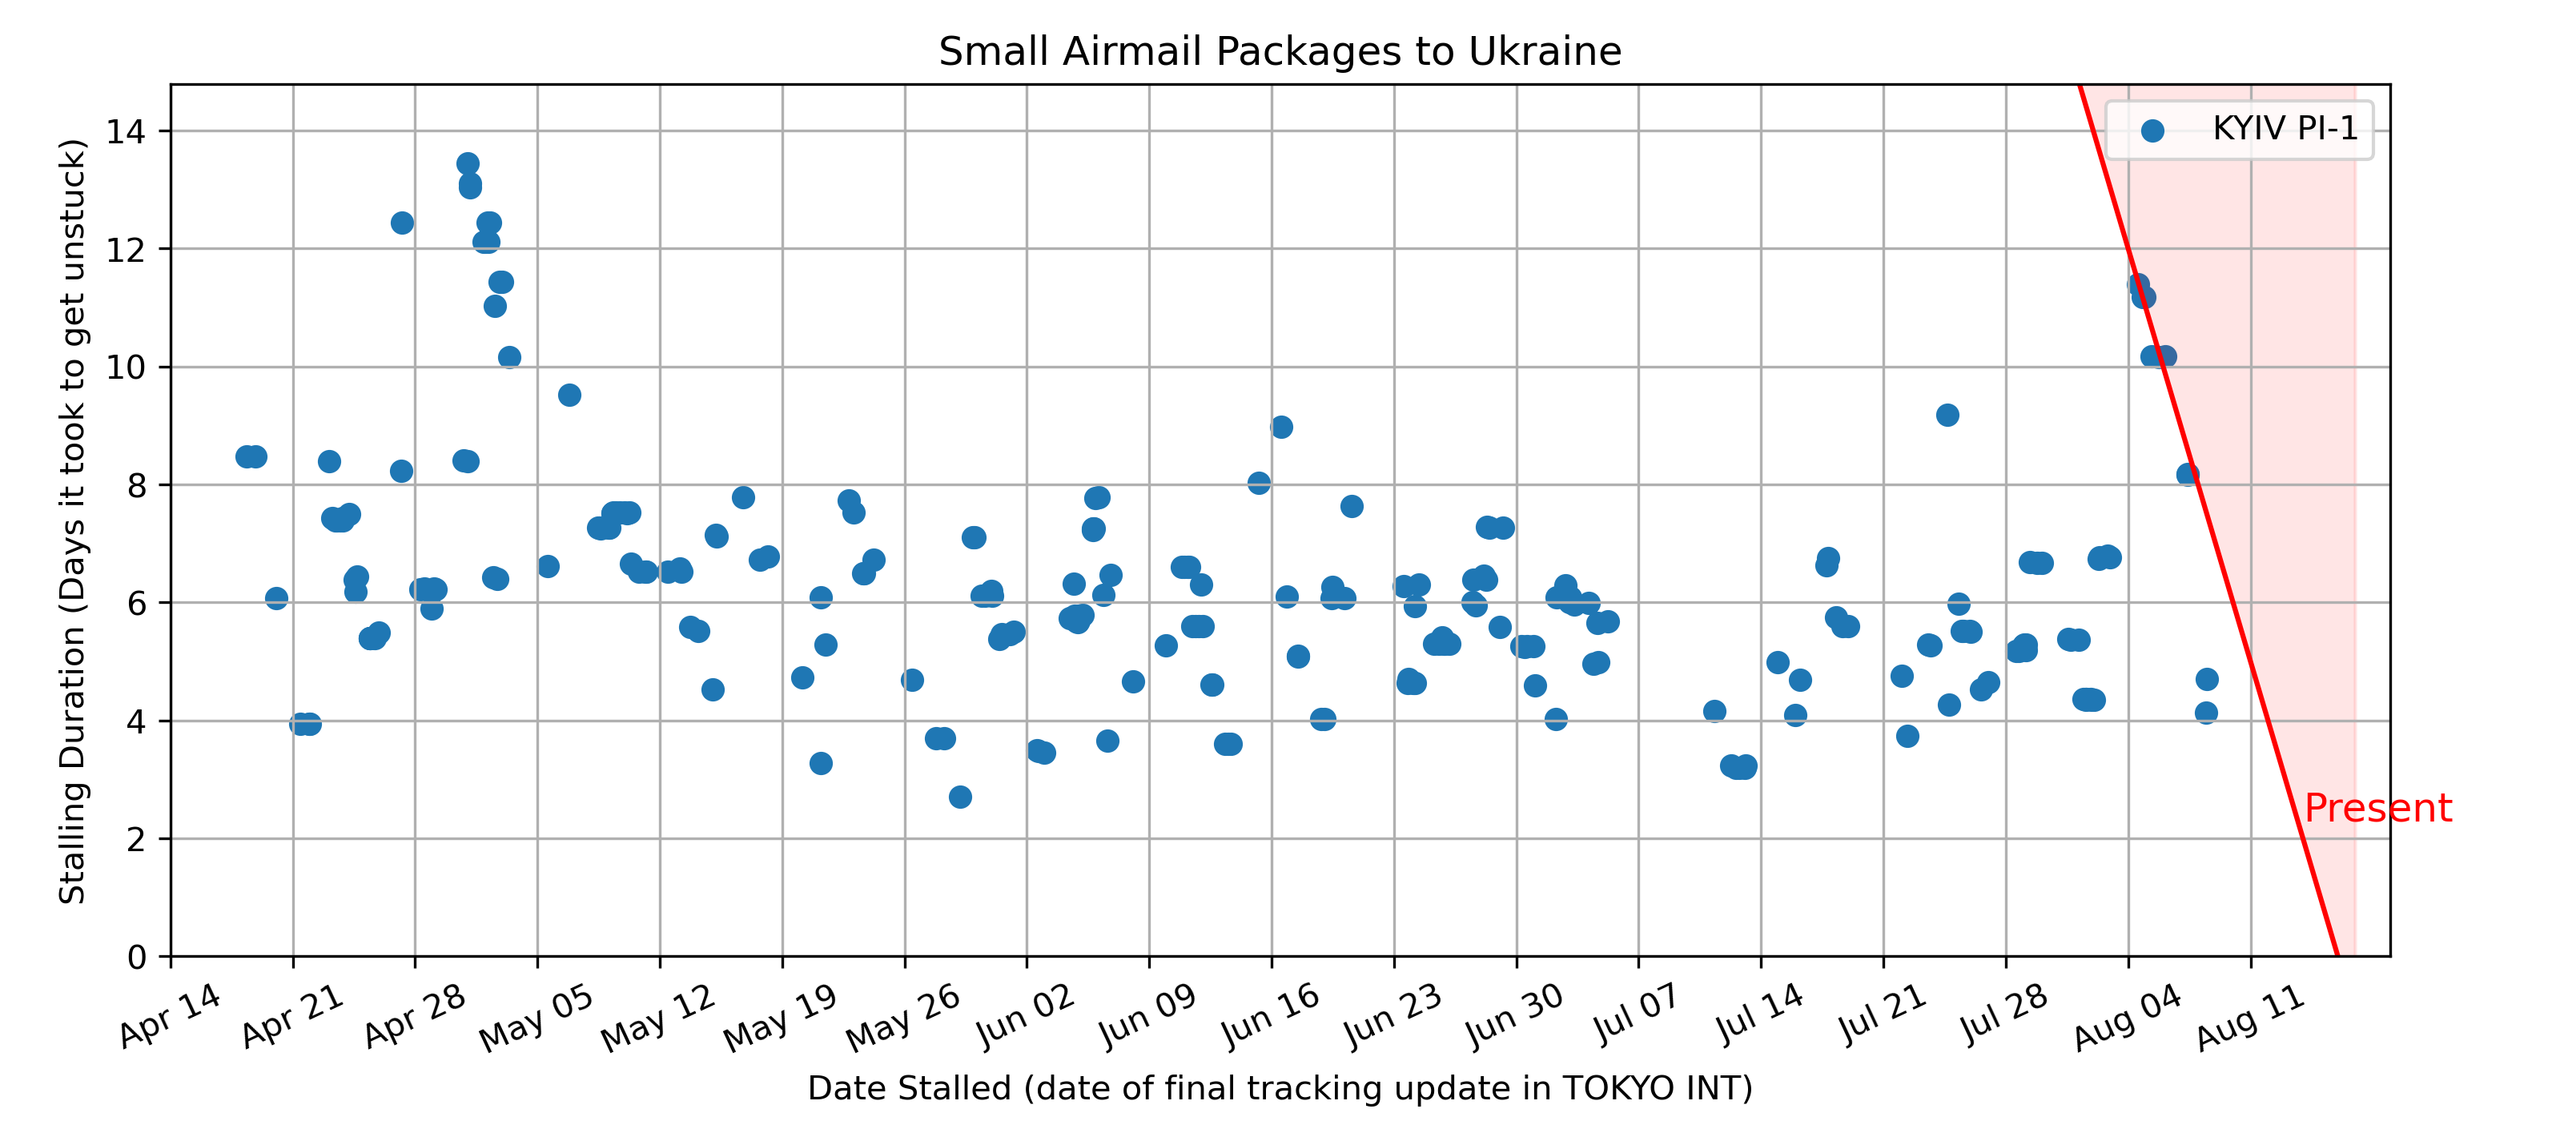 Small Airmail Packages to Ukraine
KYIV PI-1
14
12
10
8
6
4
2
0
Stalling Duration (Days it took to get unstuck)
Present
Apr 14
Apr 21
Apr 28
May 05
May 12
May 19
May 26
Jun 02
Jun 09
Jun 16
Jun 23
Jun 30
Jul 07
Jul 14
Jul 21
Jul 28
Aug 04
Aug 11
Date Stalled (date of final tracking update in TOKYO INT)